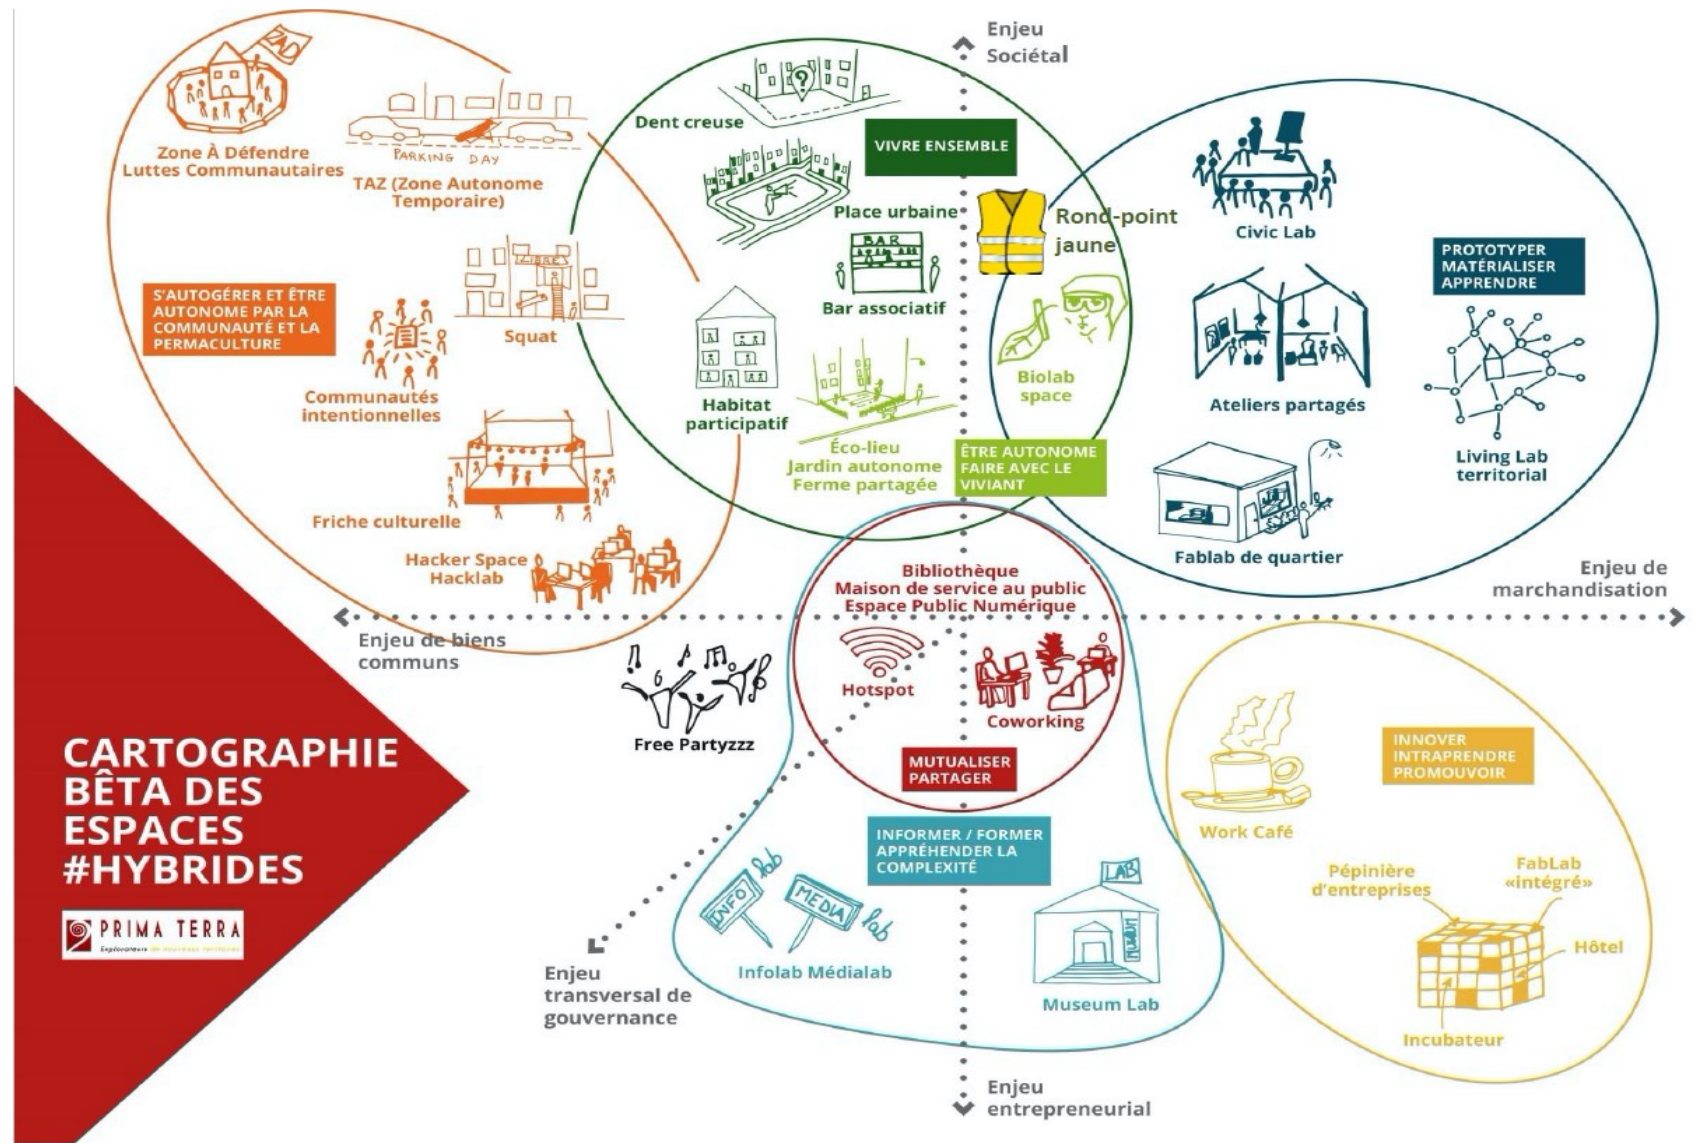 Enjeu
Sociétal
ZAD
Zone À Défendre
Luttes Communautaires
PARKING DAY
TAZ (Zone Autonome
Temporaire)
LIBRE
Squat
S'AUTOGÉRER ET ÊTRE
AUTONOME PAR LA
COMMUNAUTÉ ET LA
PERMACULTURE
Communautés
intentionnelles
Friche culturelle
Hacker Space
Hacklab
?
Dent creuse
VIVRE ENSEMBLE
Place urbaine
BAR
Bar associatif
Habitat
participatif
Éco-lieu
Jardin autonome
Ferme partagée
Rond-point
jaune
Biolab
space
ÊTRE AUTONOME
FAIRE AVEC LE
VIVIANT
Civic Lab
PROTOTYPER
MATÉRIALISER
APPRENDRE
Ateliers partagés
Living Lab
territorial
Fablab de quartier
Enjeu de
marchandisation
Enjeu de biens
communs
Bibliothèque
Maison de service au public
Espace Public Numérique
Hotspot
Coworking
MUTUALISER
PARTAGER
Free Partyzzz
INFORMER / FORMER
APPRÉHENDER LA
COMPLEXITÉ
INFO lab
MEDIA lab
Infolab Médialab
LAB
MUSEUM
Museum Lab
INNOVER
INTRAPRENDRE
PROMOUVOIR
Work Café
Pépinière
d'entreprises
FabLab
«intégré»
Hôtel
Incubateur
Enjeu
transversal de
gouvernance
Enjeu
entrepreneurial
CARTOGRAPHIE
BÊTA DES
ESPACES
#HYBRIDES
PRIMA TERRA
Explorateurs de nouveaux territoires